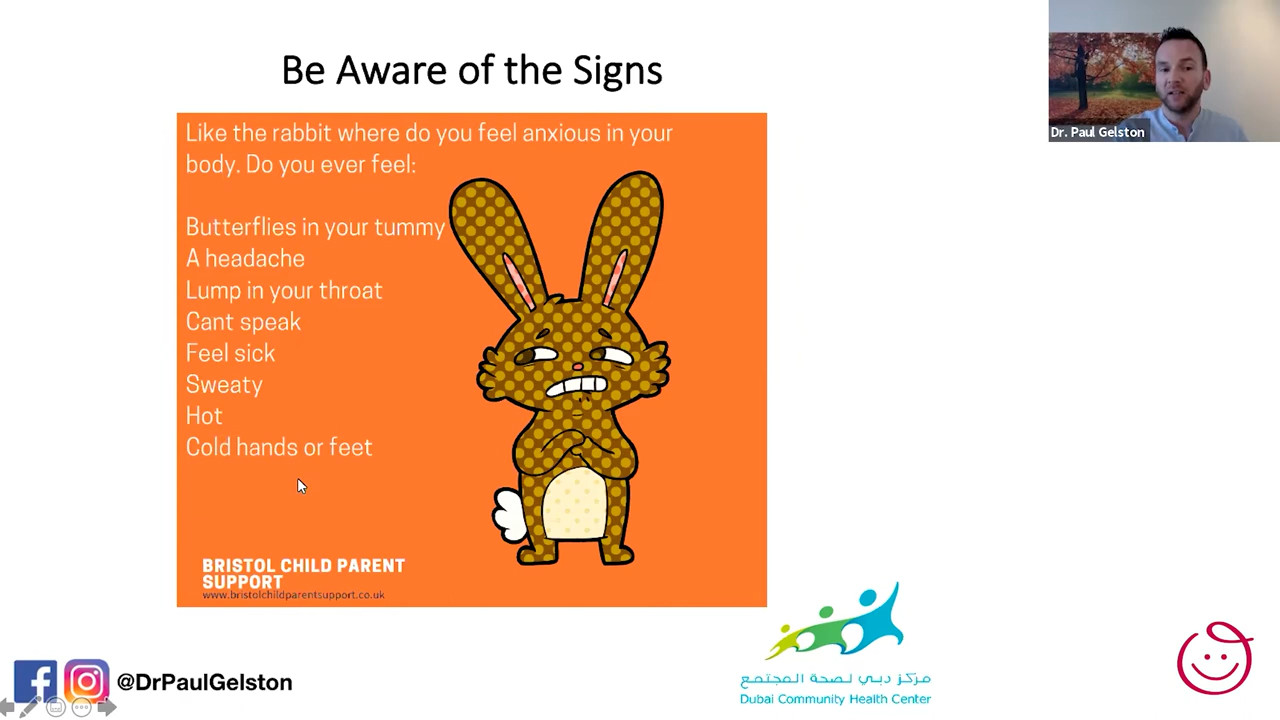 Be Aware of the Signs
Dr. Paul Gelston
Like the rabbit where do you feel anxious in your
body. Do you ever feel:
Butterflies in your tummy
A headache
Lump in your throat
Cant speak
Feel sick
Sweaty
Hot
Cold hands or feet
BRISTOL CHILD PARENT
SUPPORT
www.bristolchildparentsupport.co.uk
@DrPaulGelston
مركز دبي لصحة المجتمع
Dubai Community Health Center